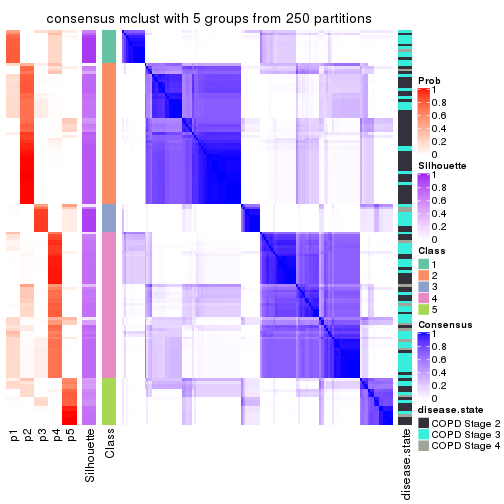 consensus mclust with 5 groups from 250 partitions
Prob
1
0.8
0.6
0.4
0.2
0
Silhouette
1
0.8
0.6
0.4
0.2
0
Class
1
2
3
4
5
Consensus
1
0.8
0.6
0.4
0.2
0
disease.state
COPD Stage 2
COPD Stage 3
COPD Stage 4
p1
p2
p3
p4
p5
Silhouette
Class
disease.state